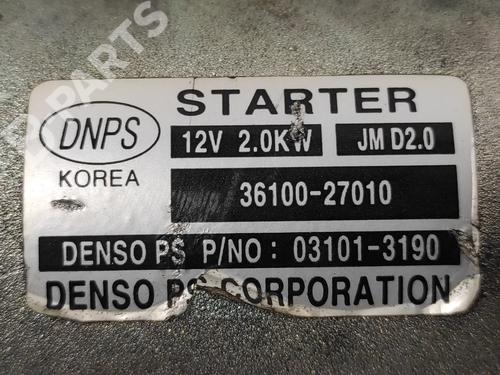 STARTER
DNPS
12V 2.0KW JM D2.0
KOREA
36100-27010
DENSO PS P/NO: 03101-3190
DENSO PS CORPORATION
B PARTS